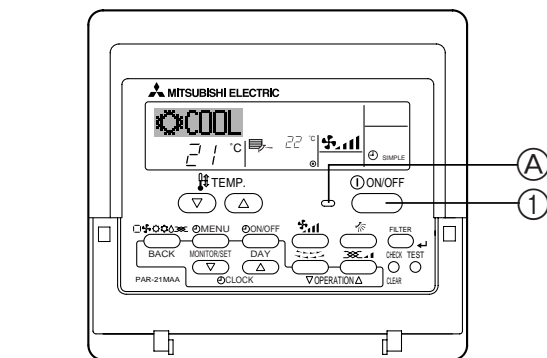 MITSUBISHI ELECTRIC
COOL
21 °C
22 °C
SIMPLE
TEMP.
ON/OFF
A
1
MENU
ON/OFF
FILTER
BACK
MONITOR/SET
DAY
CHECK TEST
PAR-21MAA
CLOCK
OPERATION
CLEAR